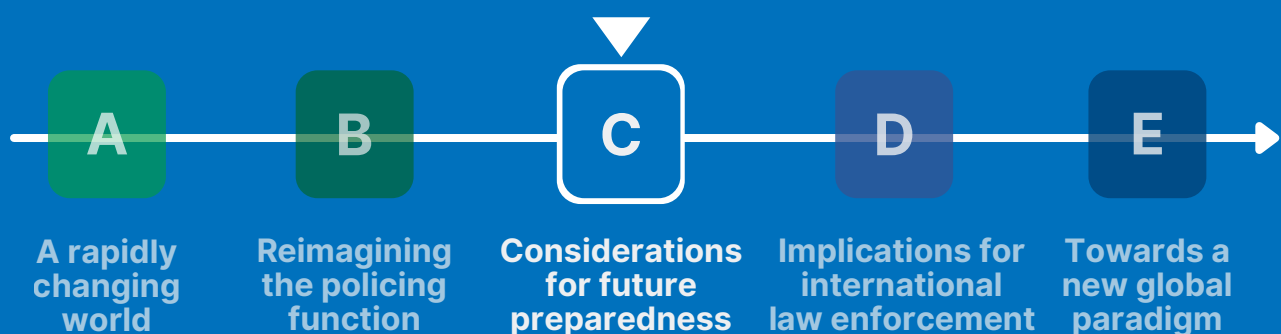 A
B
C
D
E
A rapidly
changing
world
Reimagining
the policing
function
Considerations
for future
preparedness
Implications for
international
law enforcement
Towards a
new global
paradigm